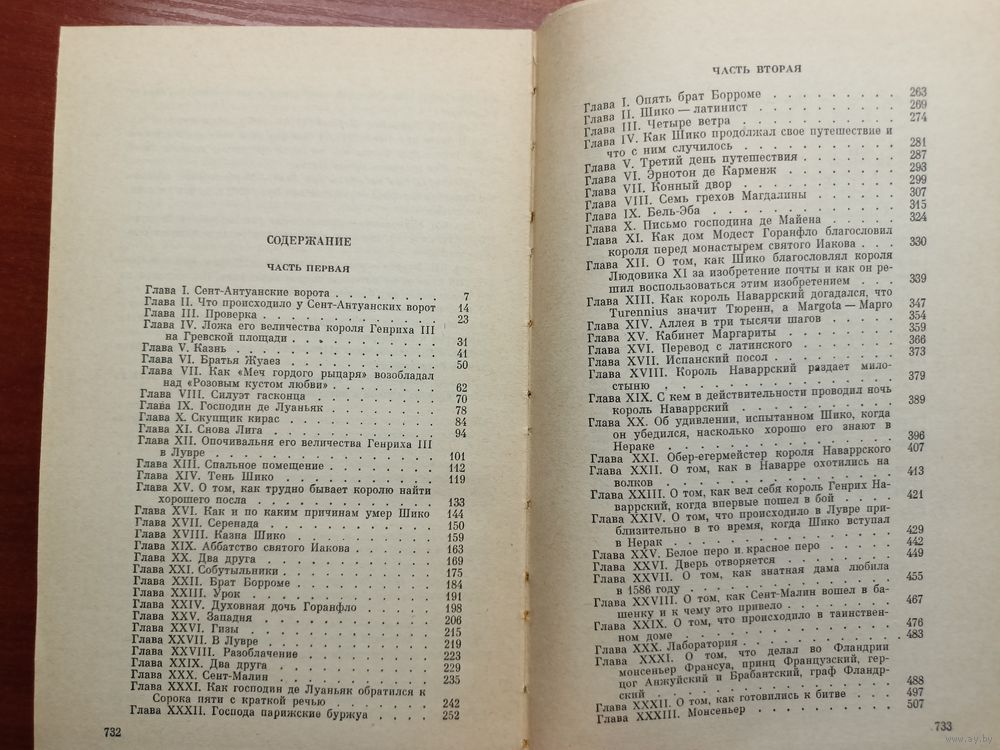 СОДЕРЖАНИЕ
ЧАСТЬ ПЕРВАЯ
Глава I. Сент-Антуанские ворота . . . . . . . 7
Глава II. Что происходило у Сент-Антуанских ворот 14
Глава III. Проверка . . . . . . . . . . . . 23
Глава IV. Ложа его величества короля Генриха III
на Гревской площади . . . . . . . . . . 31
Глава V. Казнь . . . . . . . . . . . . . 41
Глава VI. Братья Жуаез . . . . . . . . . . 50
Глава VII. Как «Меч гордого рыцаря» возобладал
над «Розовым кустом любви» . . . . . . . 62
Глава VIII. Силуэт гасконца . . . . . . . . 70
Глава IX. Господин де Луаньяк . . . . . . . 78
Глава X. Скупщик кирас . . . . . . . . . . 84
Глава XI. Снова Лига . . . . . . . . . . . 94
Глава XII. Опочивальня его величества Генриха III
в Лувре . . . . . . . . . . . . . . 101
Глава XIII. Спальное помещение . . . . . . . 112
Глава XIV. Тень Шико . . . . . . . . . . . 119
Глава XV. О том, как трудно бывает королю найти
хорошего посла . . . . . . . . . . . 133
Глава XVI. Как и по каким причинам умер Шико 144
Глава XVII. Серенада . . . . . . . . . . . 150
Глава XVIII. Казна Шико . . . . . . . . . . 159
Глава XIX. Аббатство святого Иакова . . . . . 163
Глава XX. Два друга . . . . . . . . . . . 169
Глава XXI. Собутыльники . . . . . . . . . . 175
Глава XXII. Брат Борроме . . . . . . . . . 184
Глава XXIII. Урок . . . . . . . . . . . . 191
Глава XXIV. Духовная дочь Горанфло . . . . . 198
Глава XXV. Западня . . . . . . . . . . . . 206
Глава XXVI. Гизы . . . . . . . . . . . . 215
Глава XXVII. В Лувре . . . . . . . . . . . 219
Глава XXVIII. Разоблачение . . . . . . . . 223
Глава XXIX. Два друга . . . . . . . . . . 229
Глава XXX. Сент-Малин . . . . . . . . . . 235
Глава XXXI. Как господин де Луаньяк обратился к
Сорока пяти с краткой речью . . . . . . . 242
Глава XXXII. Господа парижские буржуа . . . . 252
732
ЧАСТЬ ВТОРАЯ
Глава I. Опять брат Борроме . . . . . . . . . 263
Глава II. Шико — латинист . . . . . . . . . 269
Глава III. Четыре ветра . . . . . . . . . . 274
Глава IV. Как Шико продолжал свое путешествие и
что с ним случилось . . . . . . . . . . 281
Глава V. Третий день путешествия . . . . . . 287
Глава VI. Эрнотон де Карменж . . . . . . . . 293
Глава VII. Конный двор . . . . . . . . . . 299
Глава VIII. Семь грехов Магдалины . . . . . . 307
Глава IX. Бель-Эба . . . . . . . . . . . . 315
Глава X. Письмо господина де Майена . . . . . 324
Глава XI. Как дом Модест Горанфло благословил
короля перед монастырем святого Иакова . . . 330
Глава XII. О том, как Шико благословлял короля
Людовика XI за изобретение почты и как он ре-
шил воспользоваться этим изобретением . . . . 339
Глава XIII. Как король Наваррский догадался, что
Turennius значит Тюренн, а Margota — Марго 347
Глава XIV. Аллея в три тысячи шагов . . . . . 354
Глава XV. Кабинет Маргариты . . . . . . . . 359
Глава XVI. Перевод с латинского . . . . . . . 366
Глава XVII. Испанский посол . . . . . . . . 373
Глава XVIII. Король Наваррский раздает мило-
стыню . . . . . . . . . . . . . . . 379
Глава XIX. С кем в действительности проводил ночь
король Наваррский . . . . . . . . . . 389
Глава XX. Об удивлении, испытанном Шико, когда
он убедился, насколько хорошо его знают в
Нераке . . . . . . . . . . . . . . 396
Глава XXI. Обер-егермейстер короля Наваррского 407
Глава XXII. О том, как в Наварре охотились на
волков . . . . . . . . . . . . . . 413
Глава XXIII. О том, как вел себя король Генрих На-
варрский, когда впервые пошел в бой . . . . 421
Глава XXIV. О том, что происходило в Лувре при-
близительно в то время, когда Шико вступал
в Нерак . . . . . . . . . . . . . . 429
Глава XXV. Белое перо и красное перо . . . . . 442
Глава XXVI. Дверь отворяется . . . . . . . . 449
Глава XXVII. О том, как знатная дама любила
в 1586 году . . . . . . . . . . . . 455
Глава XXVIII. О том, как Сент-Малин вошел в ба-
шенку и к чему это привело . . . . . . . 467
Глава XXIX. О том, что происходило в таинствен-
ном доме . . . . . . . . . . . . . . 476
Глава XXX. Лаборатория . . . . . . . . . . 483
Глава XXXI. О том, что делал во Фландрии
монсеньер Франсуа, принц Французский, гер-
цог Анжуйский и Брабантский, граф Фландр-
ский . . . . . . . . . . . . . . . 488
Глава XXXII. О том, как готовились к битве . . . 497
Глава XXXIII. Монсеньер . . . . . . . . . . 507
733
www.ay.by